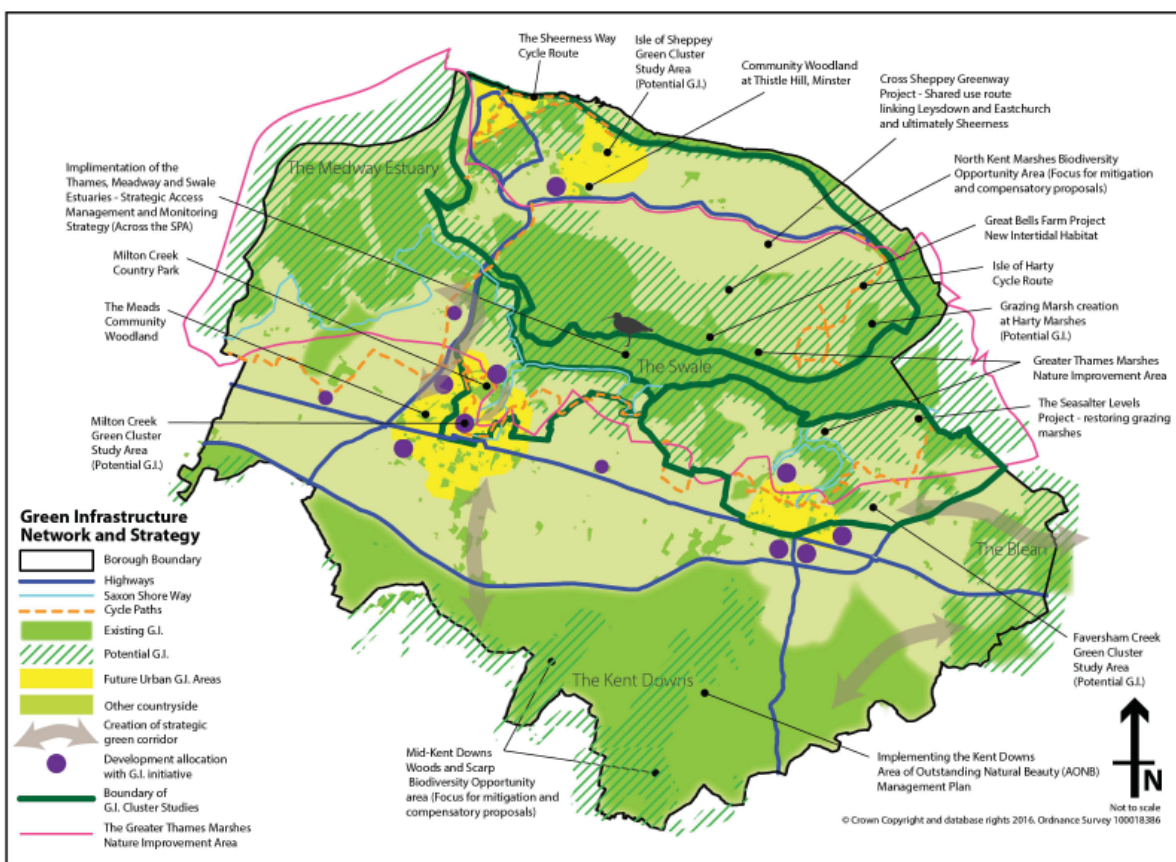 The Sheerness Way
Cycle Route
Isle of Sheppey
Green Cluster
Study Area
(Potential G.I.)
Community Woodland
at Thistle Hill, Minster
Cross Sheppey Greenway
Project - Shared use route
linking Leysdown and Eastchurch
and ultimately Sheerness
North Kent Marshes Biodiversity
Opportunity Area (Focus for mitigation
and compensatory proposals)
Great Bells Farm Project
New Intertidal Habitat
Isle of Harty
Cycle Route
Grazing Marsh creation
at Harty Marshes
(Potential G.I.)
Greater Thames Marshes
Nature Improvement Area
The Seasalter Levels
Project - restoring grazing
marshes
Implimentation of the
Thames, Meadway and Swale
Estuaries - Strategic Access
Management and Monitoring
Strategy (Across the SPA)
Milton Creek
Country Park
The Meads
Community
Woodland
Milton Creek
Green Cluster
Study Area
(Potential G.I.)
The Medway Estuary
The Swale
The Blean
The Kent Downs
Faversham Creek
Green Cluster
Study Area
(Potential G.I.)
Mid-Kent Downs
Woods and Scarp
Biodiversity Opportunity
area (Focus for mitigation and
compensatory proposals)
Implementing the Kent Downs
Area of Outstanding Natural Beauty (AONB)
Management Plan
Green Infrastructure
Network and Strategy
Borough Boundary
Highways
Saxon Shore Way
Cycle Paths
Existing G.I.
Potential G.I.
Future Urban G.I. Areas
Other countryside
Creation of strategic
green corridor
Development allocation
with G.I. initiative
Boundary of
G.I. Cluster Studies
The Greater Thames Marshes
Nature Improvement Area
N
Not to scale
© Crown Copyright and database rights 2016. Ordnance Survey 100018386